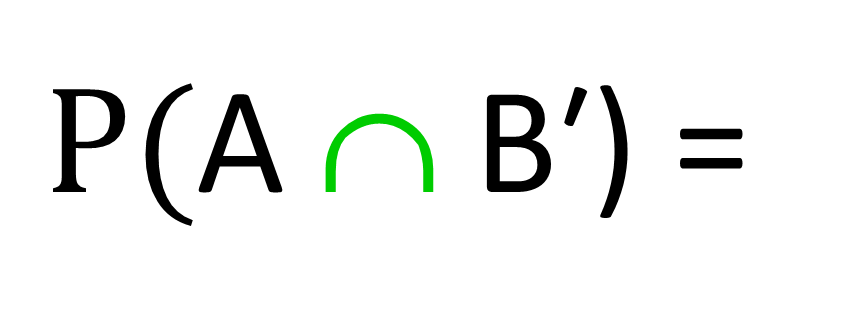 P(A ∩ B′) =